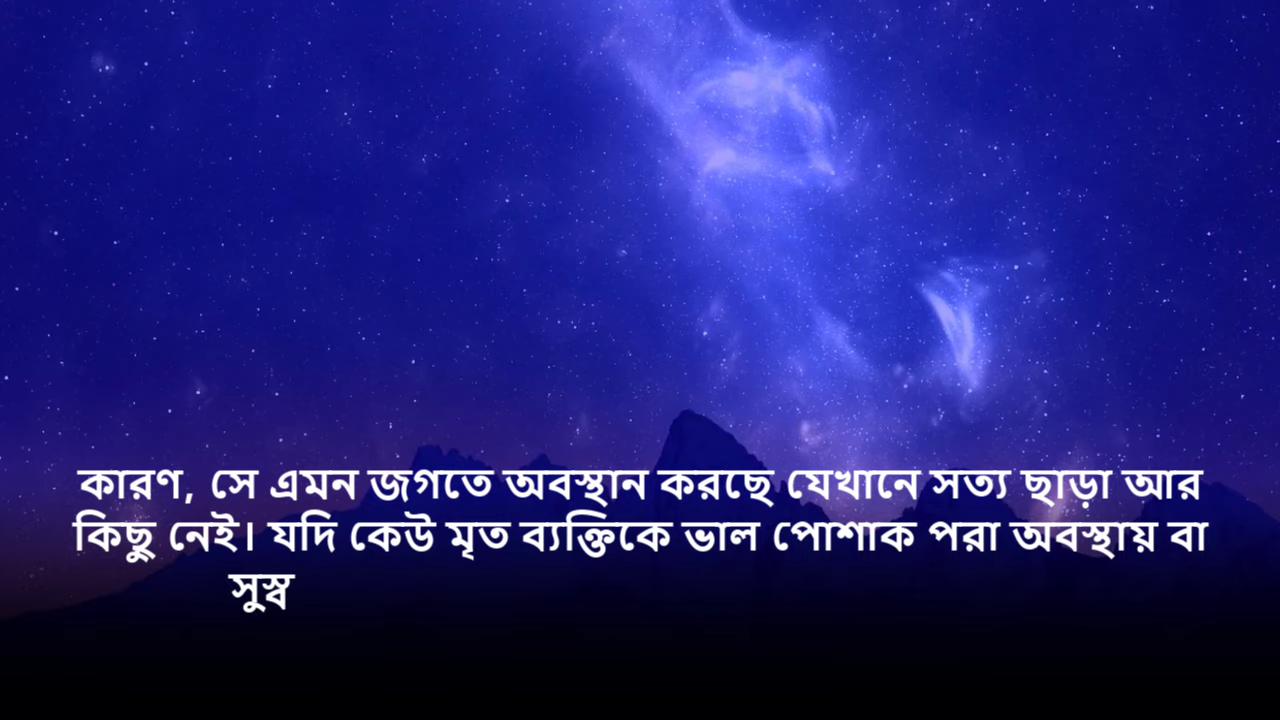 কারণ, সে এমন জগতে অবস্থান করছে যেখানে সত্য ছাড়া আর
কিছু নেই। যদি কেউ মৃত ব্যক্তিকে ভাল পোশাক পরা অবস্থায় বা
সুস্ব